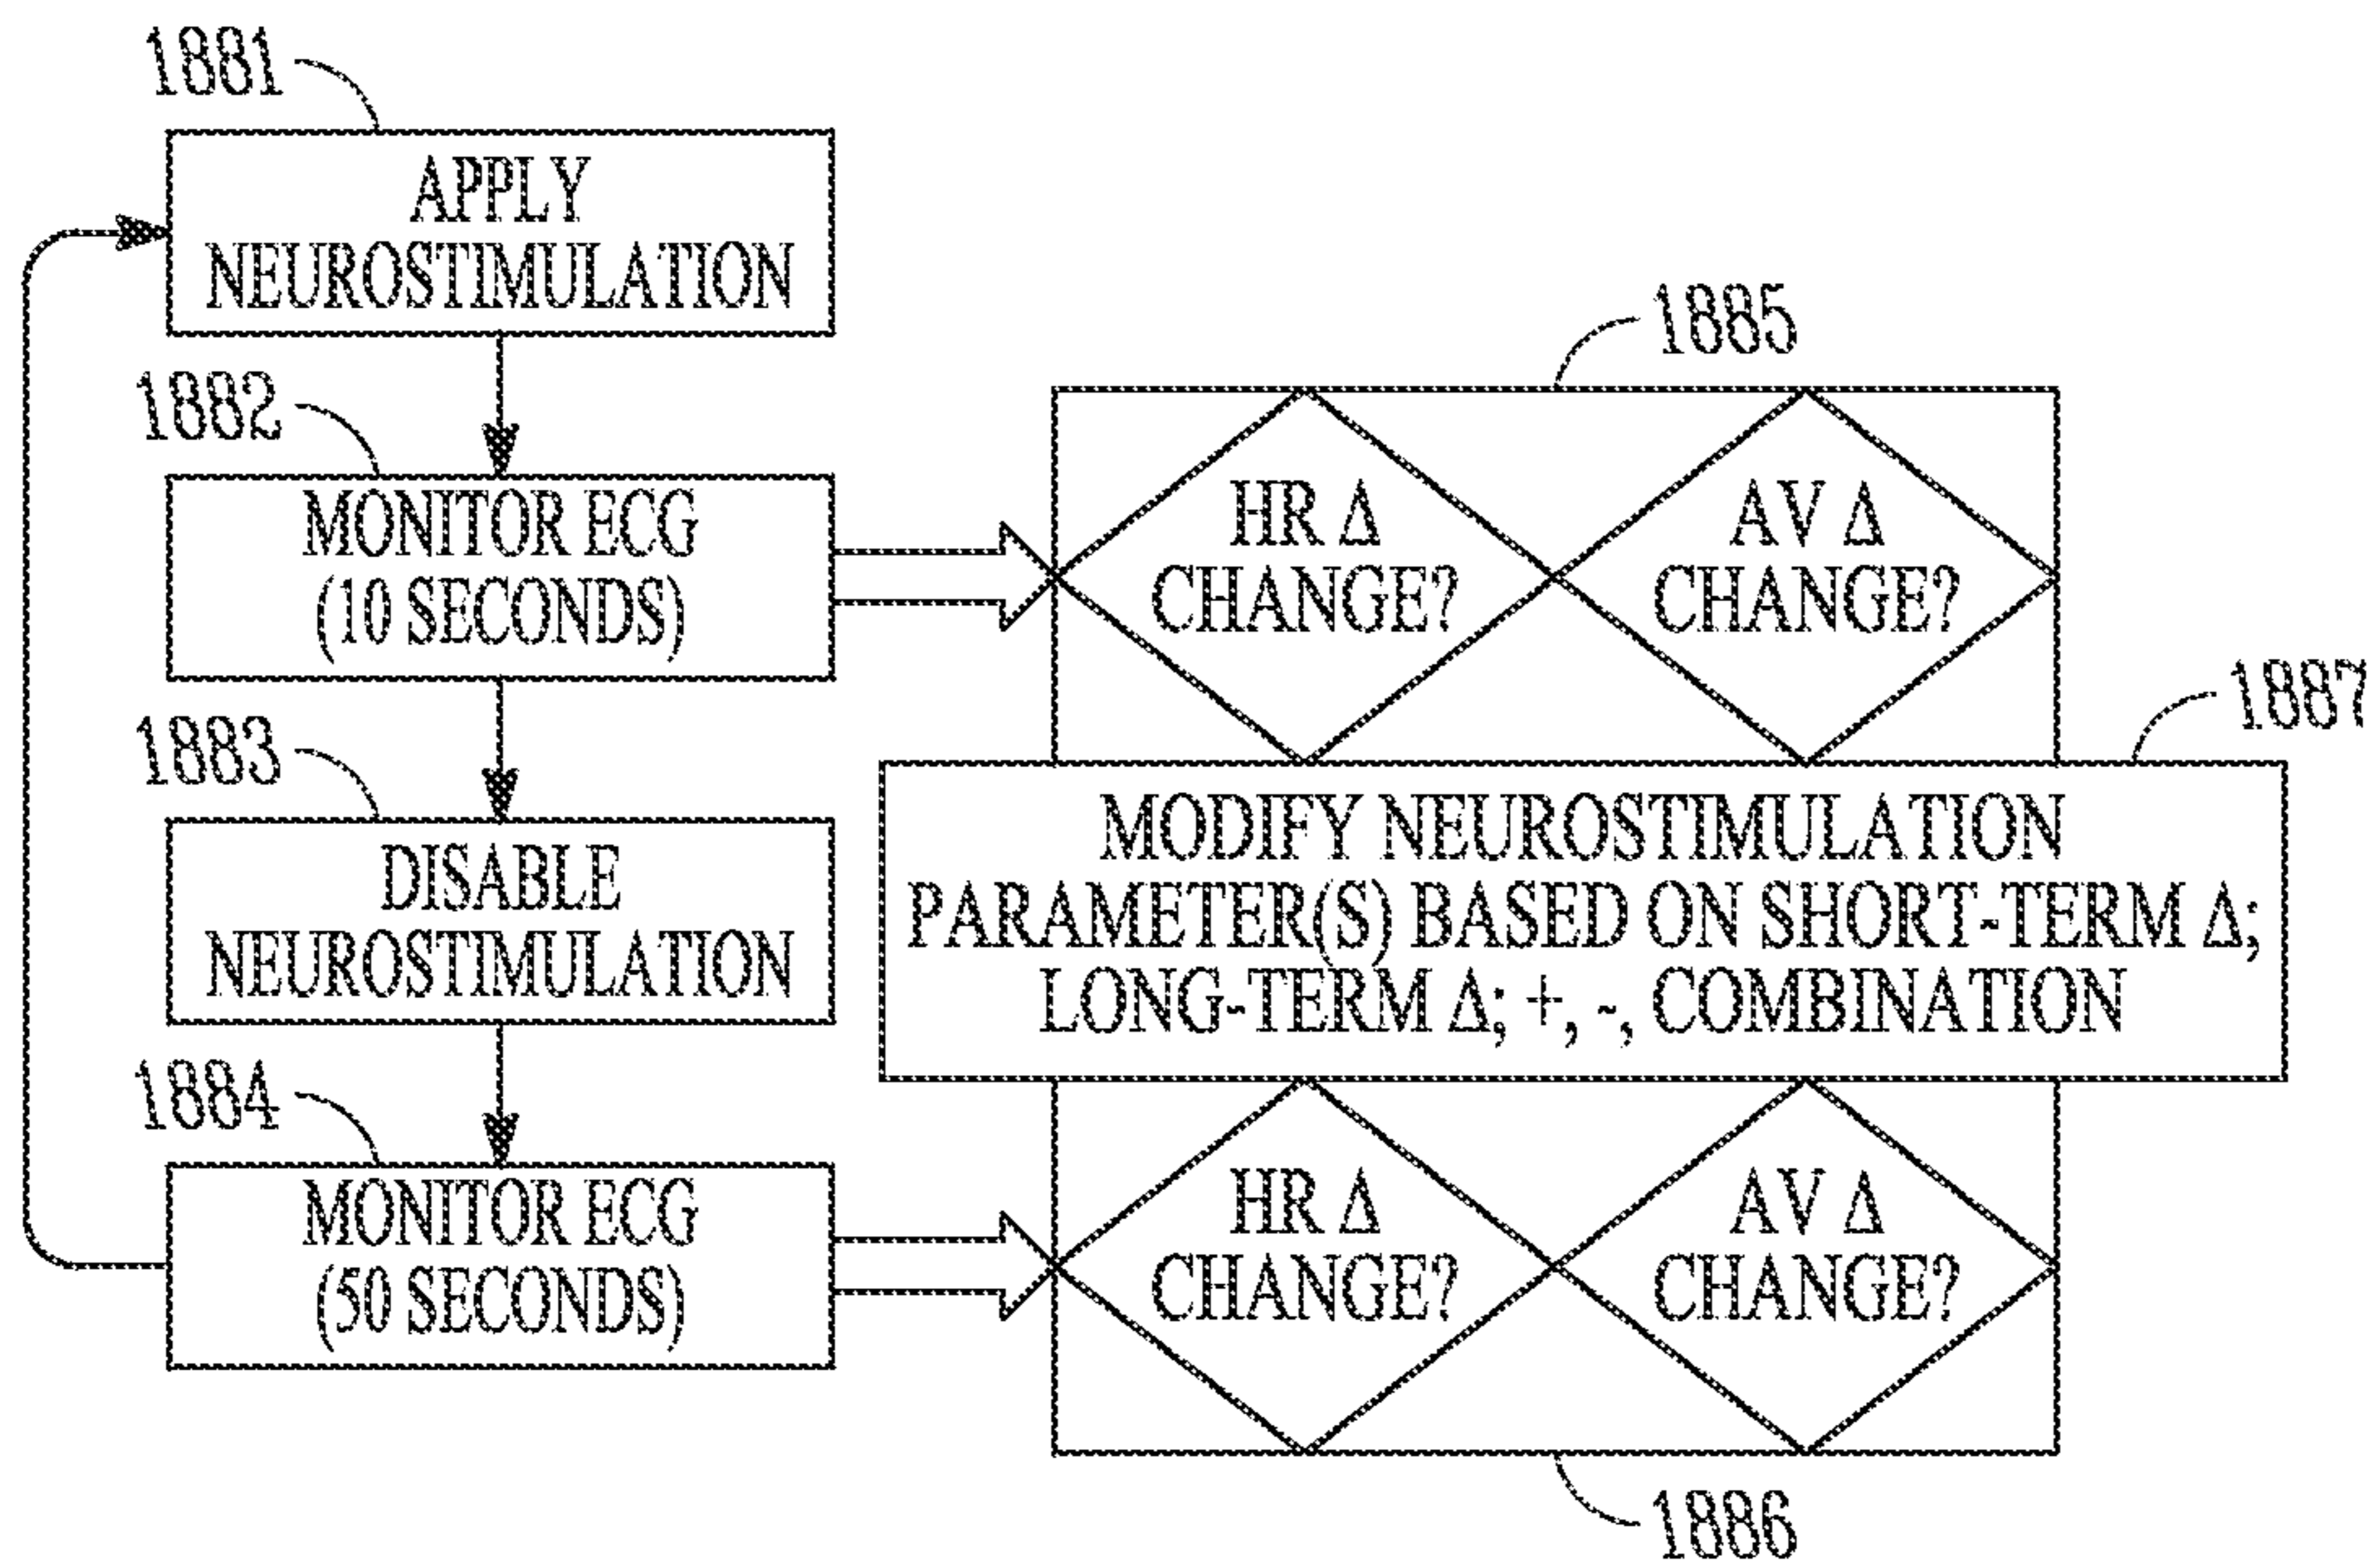 1881
APPLY
NEUROSTIMULATION
1882
MONITOR ECG
(10 SECONDS)
1883
DISABLE
NEUROSTIMULATION
1884
MONITOR ECG
(50 SECONDS)
1885
HR Δ
CHANGE?
AV Δ
CHANGE?
1887
MODIFY NEUROSTIMULATION
PARAMETER(S) BASED ON SHORT-TERM Δ;
LONG-TERM Δ; +, -, COMBINATION
HR Δ
CHANGE?
AV Δ
CHANGE?
1886